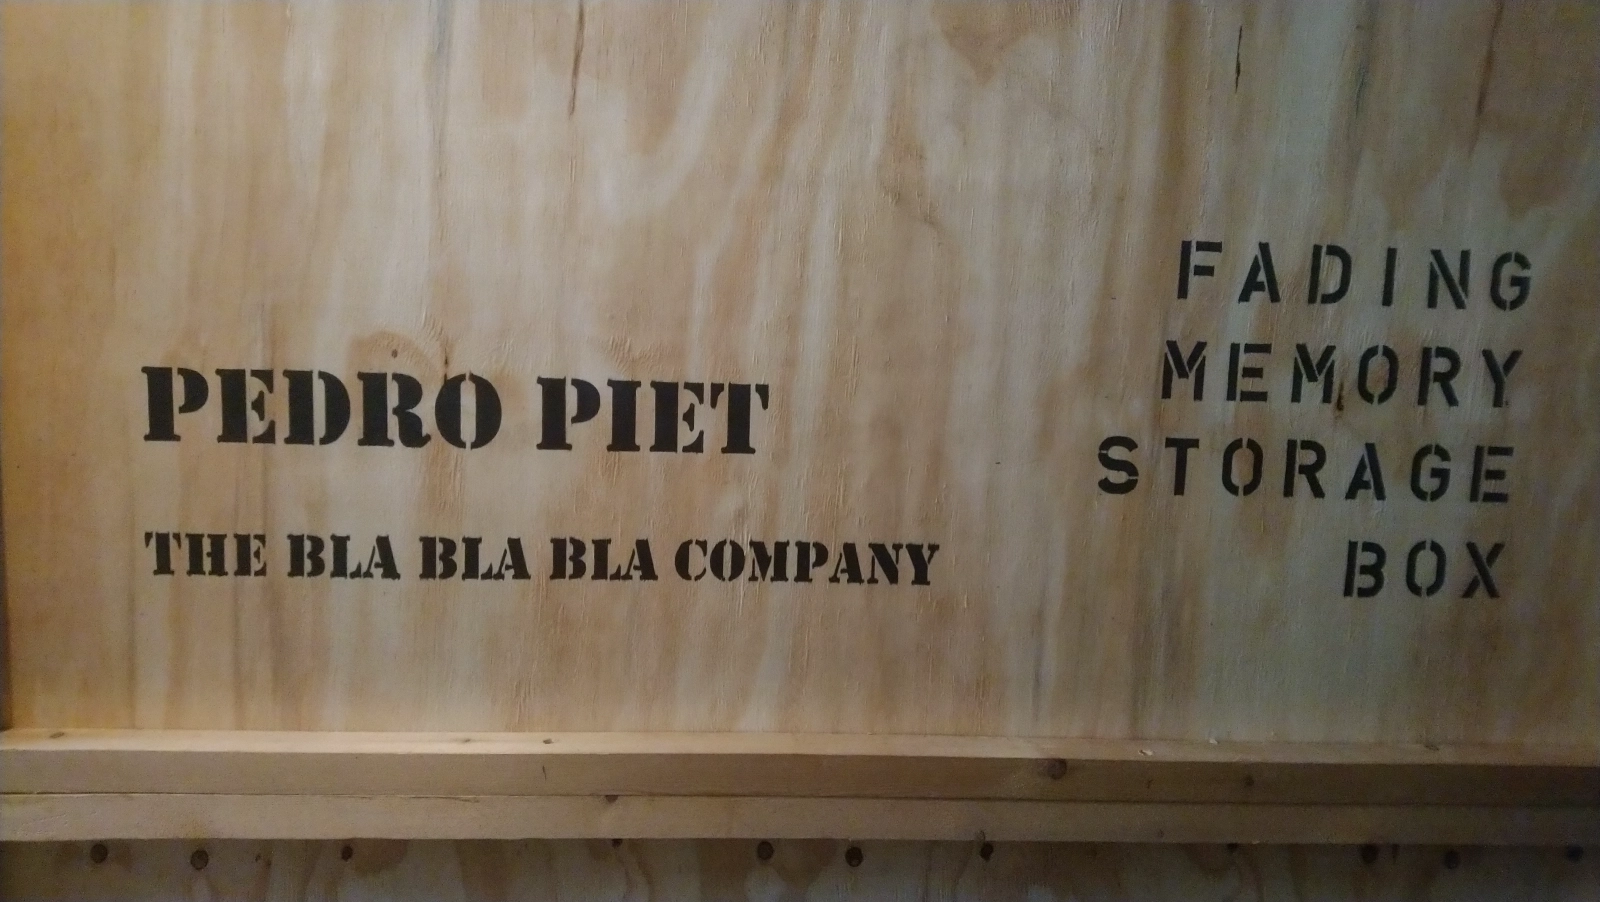 PEDRO PIET
THE BLA BLA BLA COMPANY
FADING
MEMORY
STORAGE
BOX